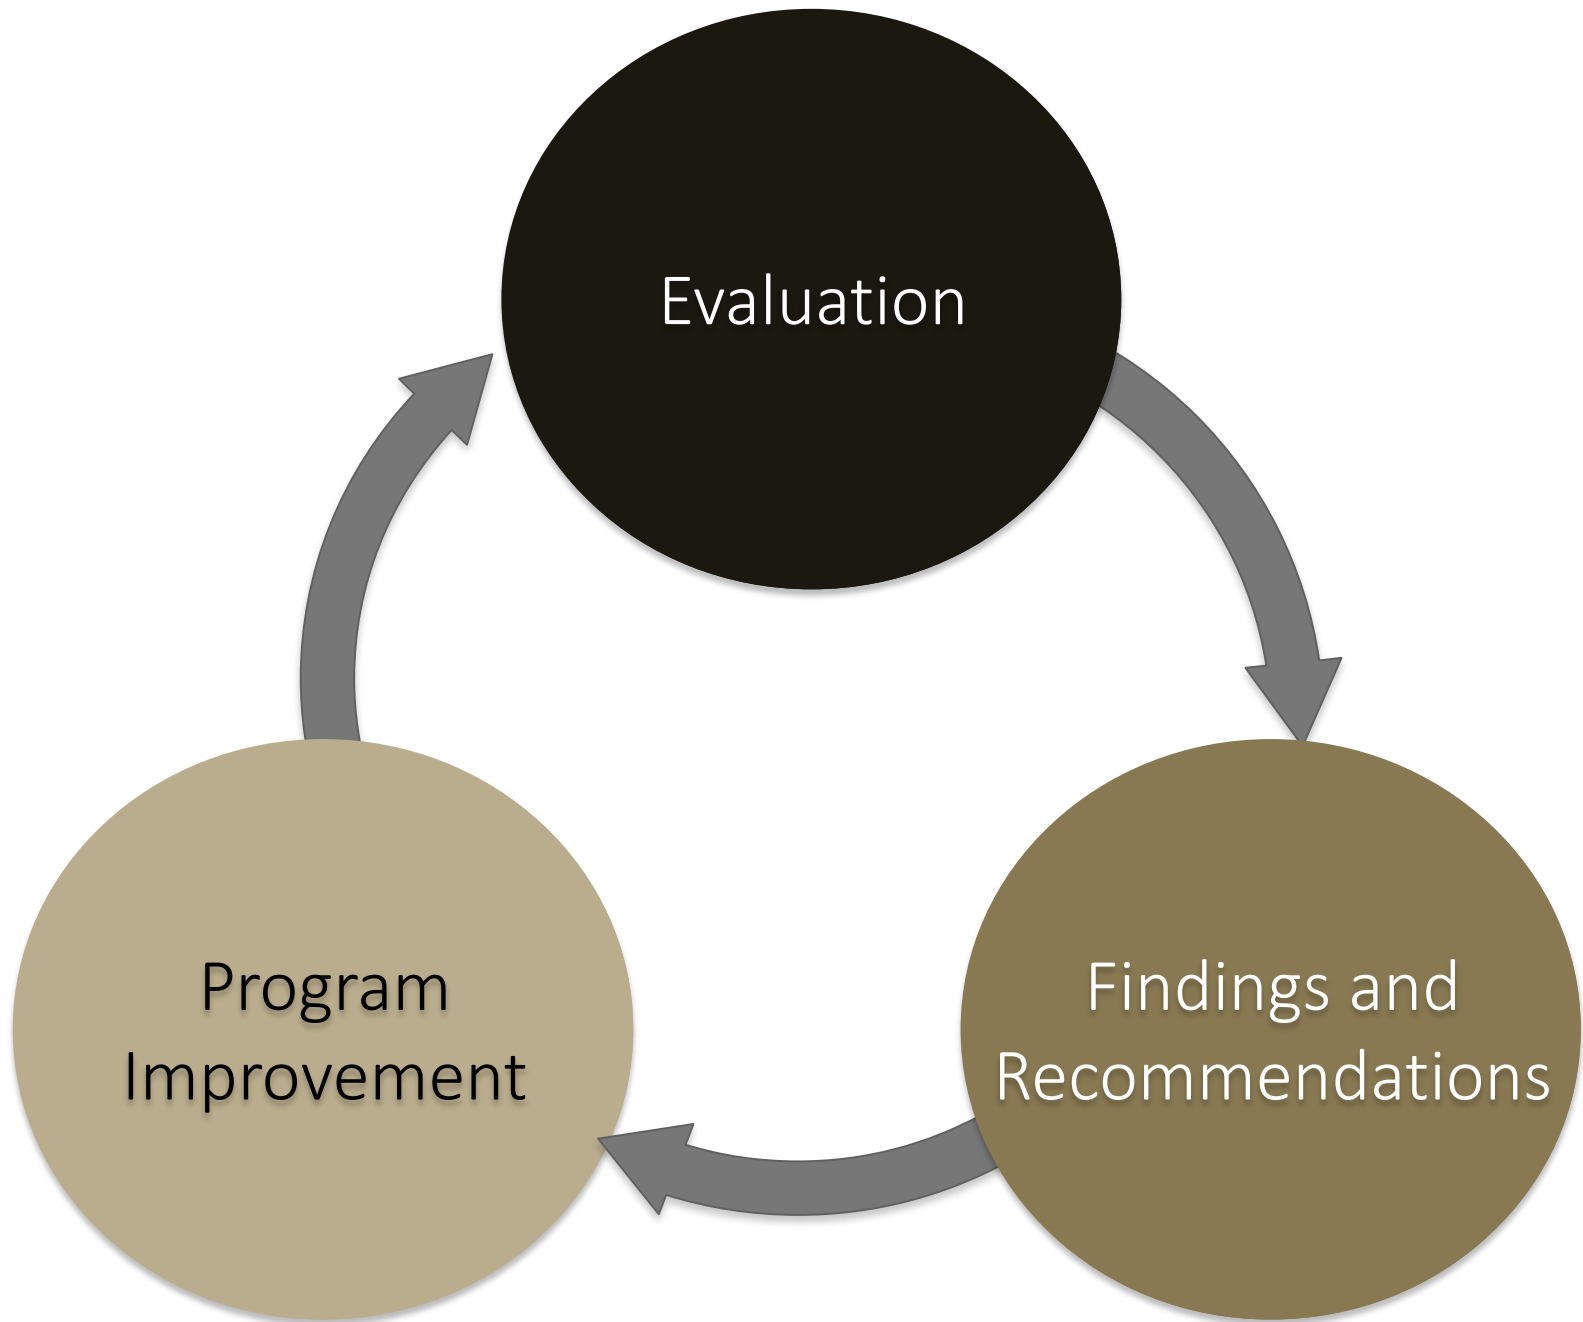 Evaluation
Findings and
Recommendations
Program
Improvement